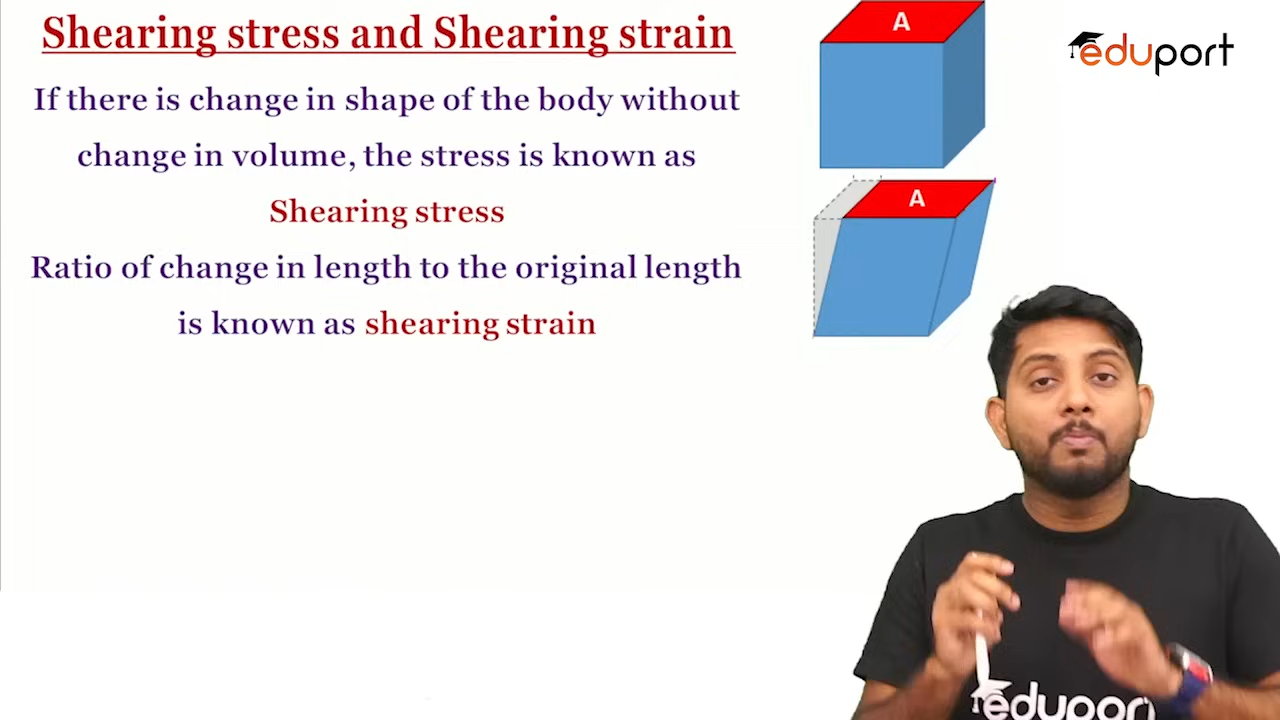 Shearing stress and Shearing strain
If there is change in shape of the body without
change in volume, the stress is known as
Shearing stress
Ratio of change in length to the original length
is known as shearing strain
A
A
eduport
eduport